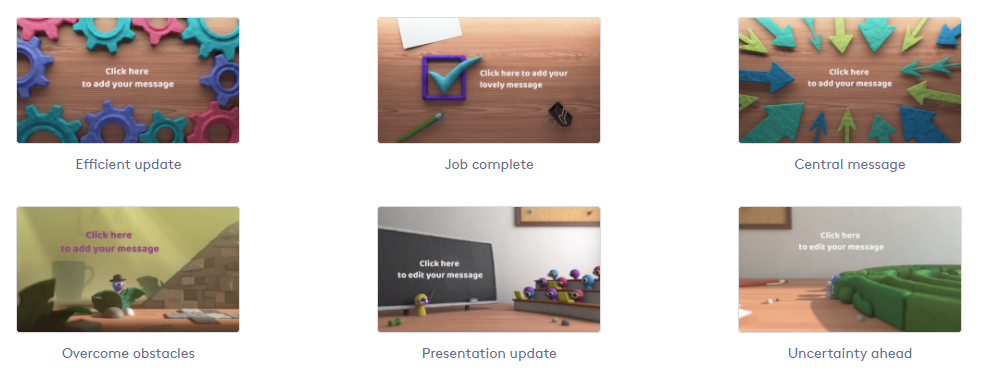 Click here
to add your message
Click here to add your
lovely message
Click here
to add your message
Efficient update
Job complete
Central message
Click here
to add your message
Click here
to edit your message
Click here
to edit your message
Overcome obstacles
Presentation update
Uncertainty ahead